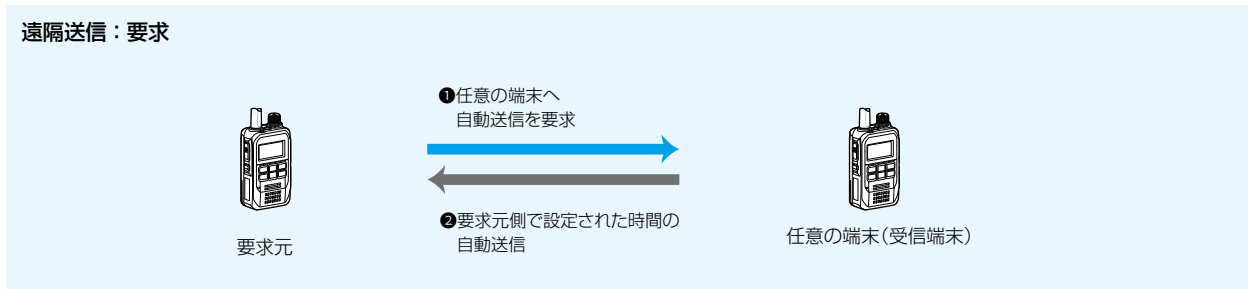 遠隔送信：要求
❶任意の端末へ
自動送信を要求
❷要求元側で設定された時間の
自動送信
要求元
任意の端末（受信端末）